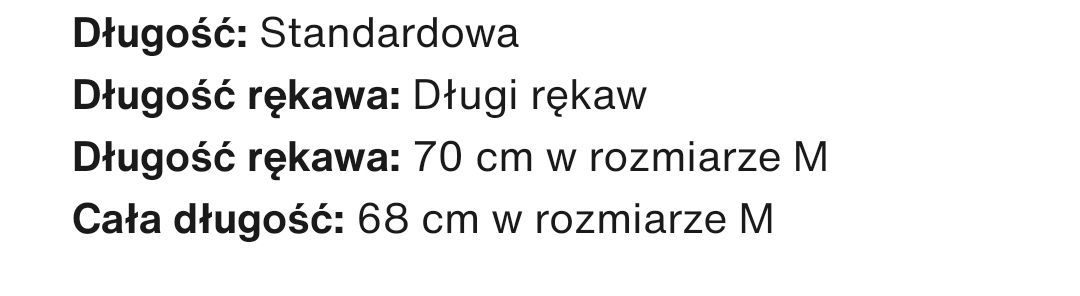 Długość: Standardowa
Długość rękawa: Długi rękaw
Długość rękawa: 70 cm w rozmiarze M
Cała długość: 68 cm w rozmiarze M